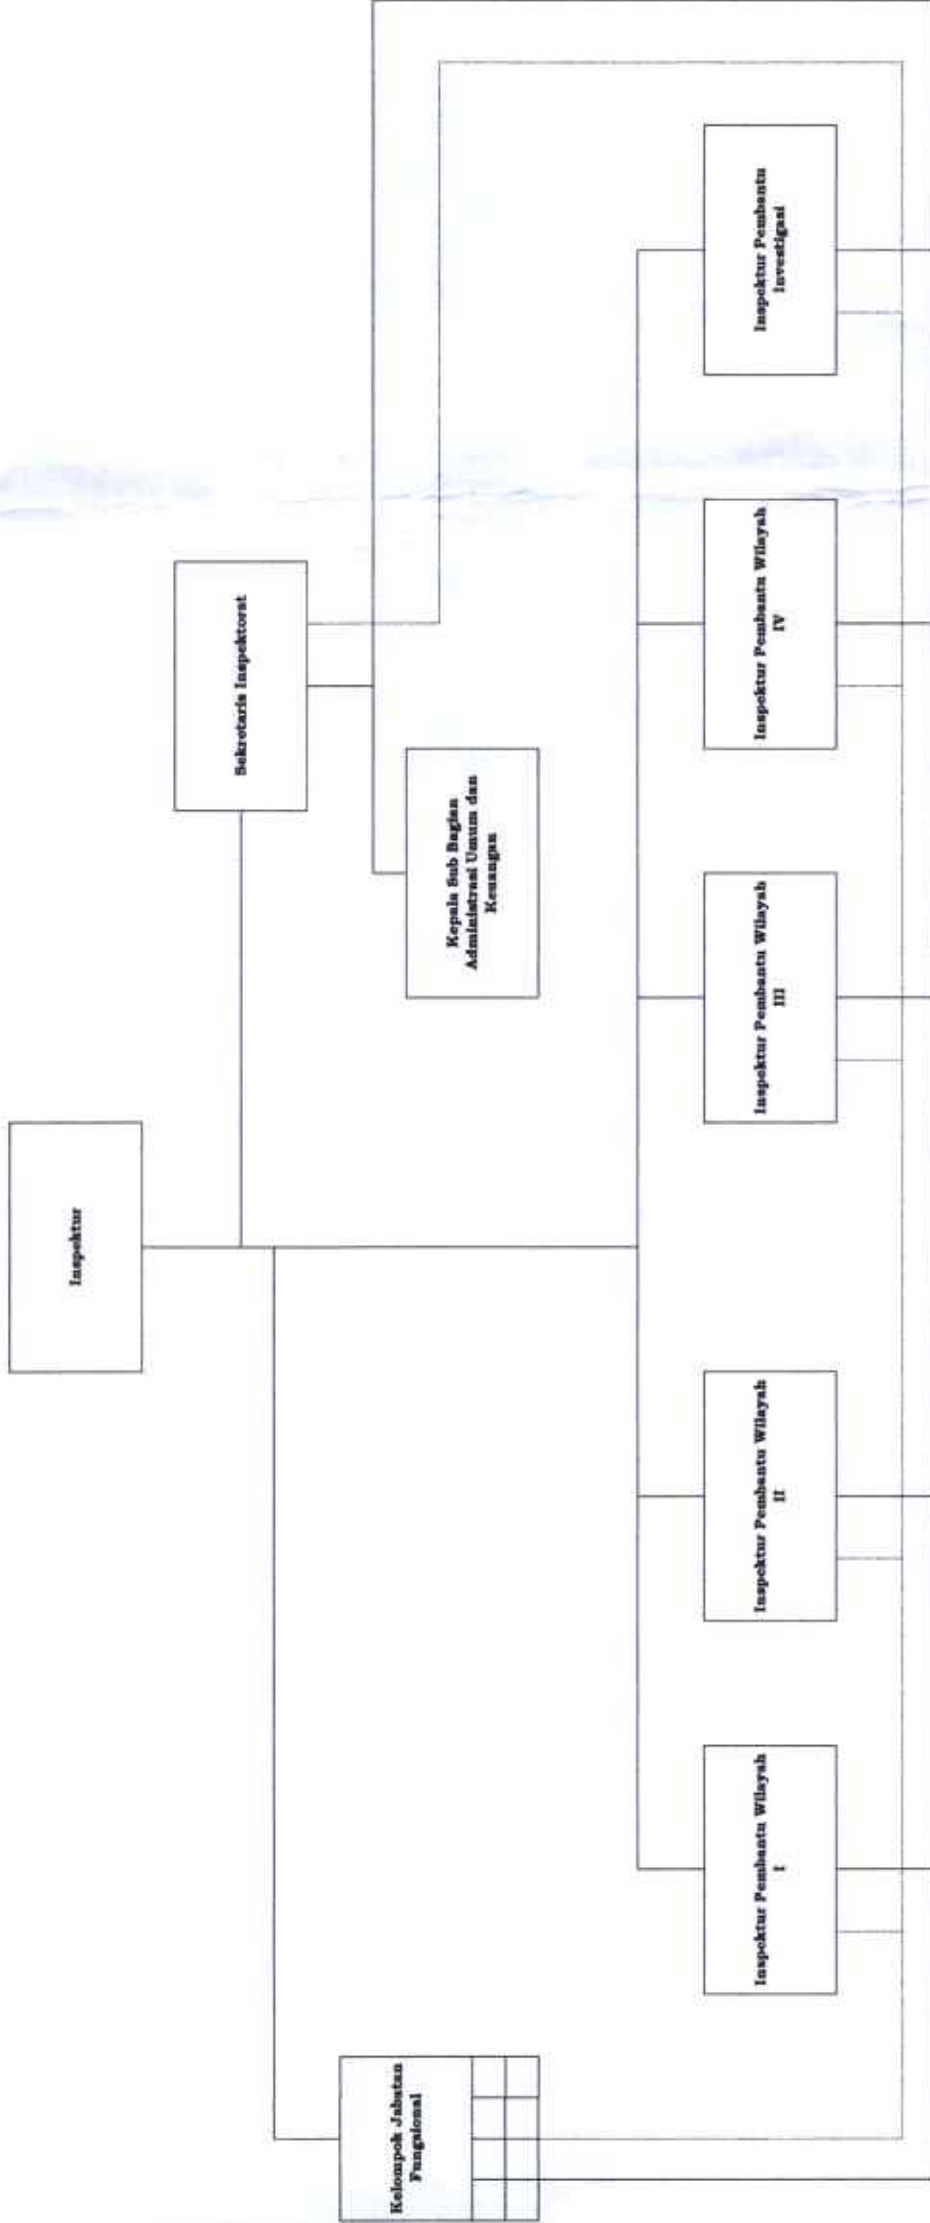 Inspektur
Sekretaris Inspektorat
Kelompok Jabatan
Fungsional
Kepala Sub Bagian
Administrasi Umum dan
Keuangan
Inspektur Pembantu Wilayah
I
Inspektur Pembantu Wilayah
II
Inspektur Pembantu Wilayah
III
Inspektur Pembantu Wilayah
IV
Inspektur Pembantu
Investigasi